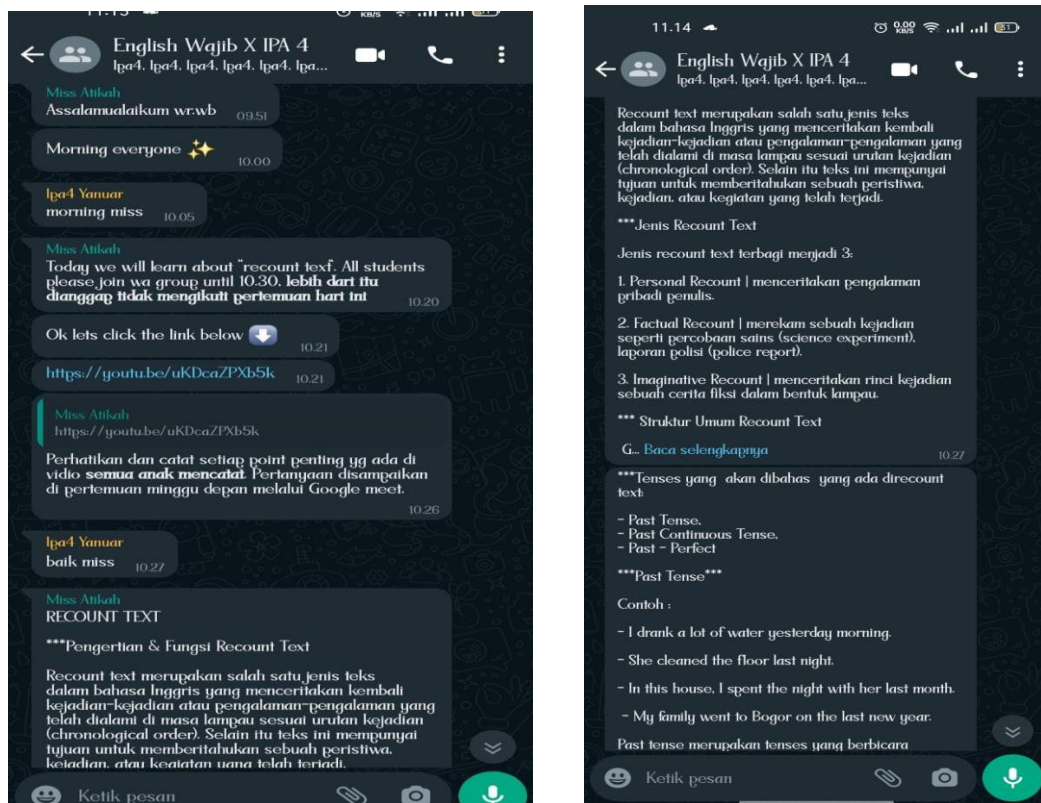 11.13
KB/S
English Wajib X IPA 4
Ipa4, Ipa4, Ipa4, Ipa4, Ipa4, Ipa...
Miss Atikah
Assalamualaikum wr.wb
09.51
Morning everyone ✨
10.00
Ipa4 Yanuar
morning miss
10.05
Miss Atikah
Today we will learn about "recount text". All students
please join wa group until 10.30, lebih dari itu
dianggap tidak mengikuti pertemuan hari ini
10.20
Ok lets click the link below ⬇
10.21
https://youtu.be/uKDcaZPXb5k
10.21
Miss Atikah
https://youtu.be/uKDcaZPXb5k
Perhatikan dan catat setiap point penting yg ada di
vidio semua anak mencatat. Pertanyaan disampaikan
di pertemuan minggu depan melalui Google meet.
10.26
Ipa4 Yanuar
baik miss
10.27
Miss Atikah
RECOUNT TEXT
***Pengertian & Fungsi Recount Text
Recount text merupakan salah satu jenis teks
dalam bahasa Inggris yang menceritakan kembali
kejadian-kejadian atau pengalaman-pengalaman yang
telah dialami di masa lampau sesuai urutan kejadian
(chronological order). Selain itu teks ini mempunyai
tujuan untuk memberitahukan sebuah peristiwa,
kejadian, atau kegiatan yang telah terjadi.
Ketik pesan
11.14
0.00 KB/S
81
English Wajib X IPA 4
Ipa4, Ipa4, Ipa4, Ipa4, Ipa4, Ipa...
Recount text merupakan salah satu jenis teks
dalam bahasa Inggris yang menceritakan kembali
kejadian-kejadian atau pengalaman-pengalaman yang
telah dialami di masa lampau sesuai urutan kejadian
(chronological order). Selain itu teks ini mempunyai
tujuan untuk memberitahukan sebuah peristiwa,
kejadian, atau kegiatan yang telah terjadi.
***Jenis Recount Text
Jenis recount text terbagi menjadi 3:
1. Personal Recount | menceritakan pengalaman
pribadi penulis.
2. Factual Recount | merekam sebuah kejadian
seperti percobaan sains (science experiment),
laporan polisi (police report).
3. Imaginative Recount | menceritakan rinci kejadian
sebuah cerita fiksi dalam bentuk lampau.
*** Struktur Umum Recount Text
G... Baca selengkapnya
10.27
***Tenses yang akan dibahas yang ada direcount
text:
- Past Tense,
- Past Continuous Tense,
- Past - Perfect
***Past Tense***
Contoh :
- I drank a lot of water yesterday morning.
- She cleaned the floor last night.
- In this house, I spent the night with her last month.
- My family went to Bogor on the last new year.
Past tense merupakan tenses yang berbicara
Ketik pesan